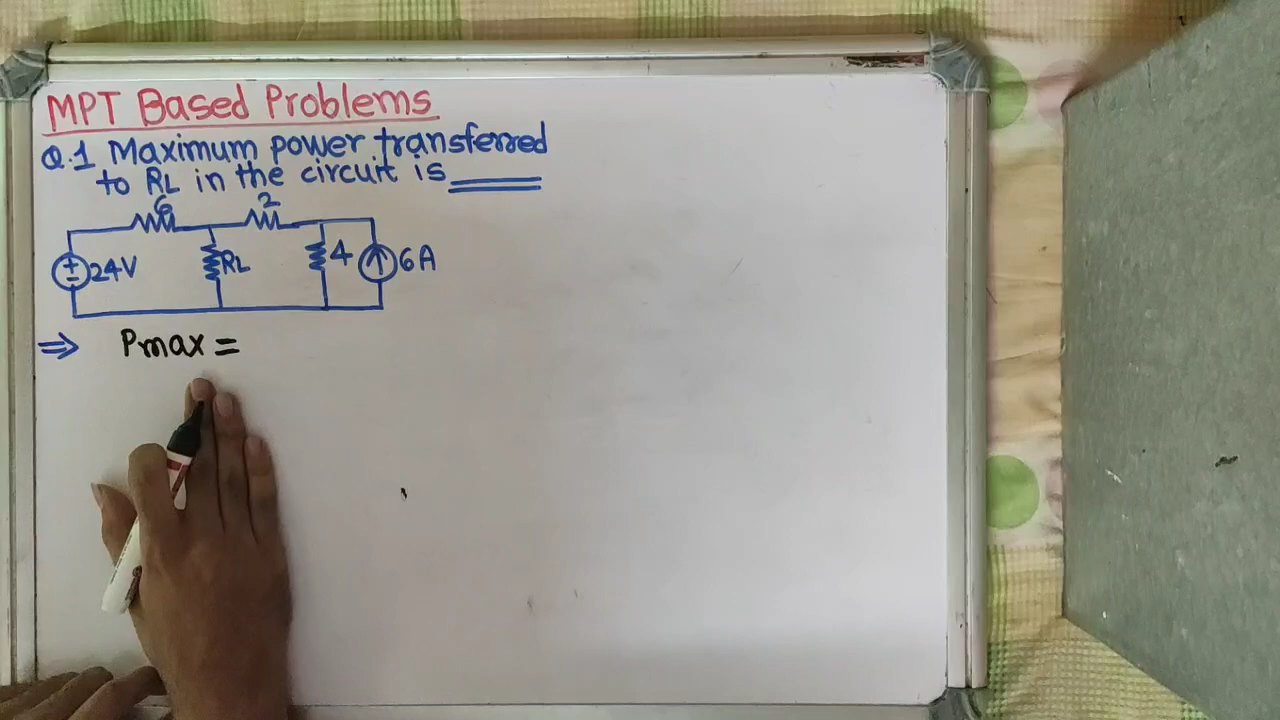 MPT Based Problems
Q.1 Maximum power transferred
to RL in the circuit is
6 2
24V RL 4 6A
⇒ Pmax =